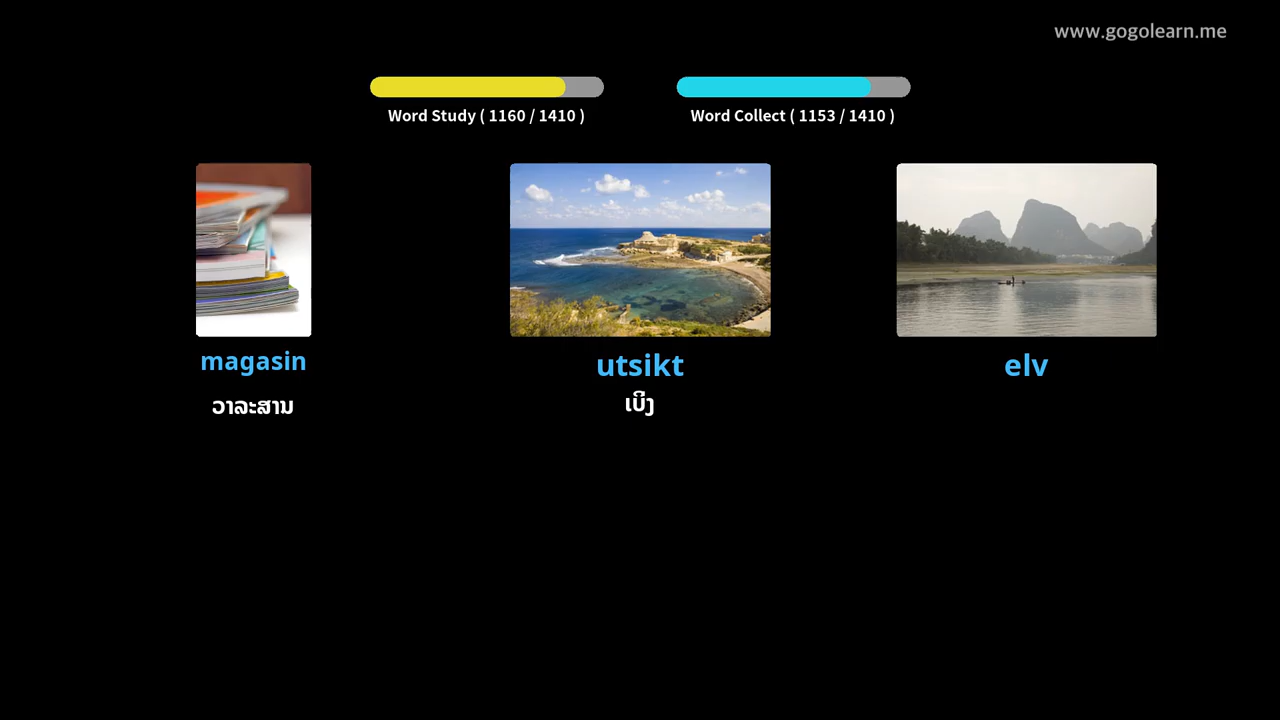 www.gogolearn.me
Word Study ( 1160 / 1410 )
Word Collect ( 1153 / 1410 )
magasin
ວາລະສານ
utsikt
ເບິ່ງ
elv